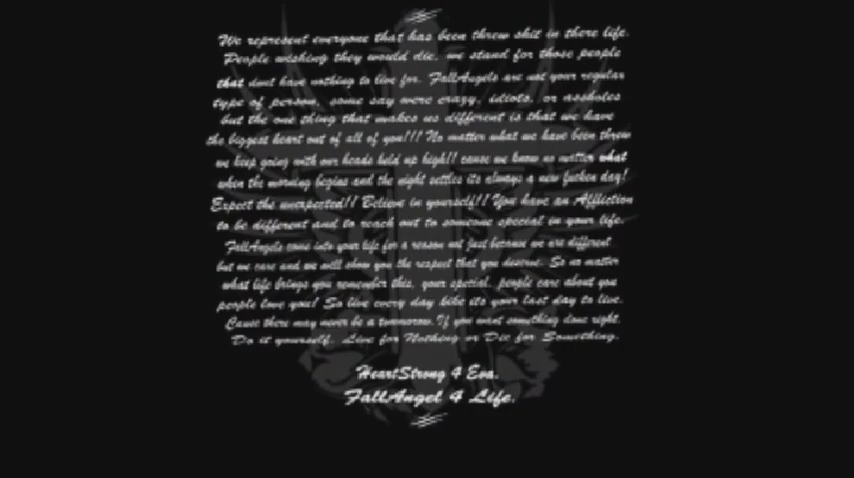 We represent everyone that has been threw shit in there life.
People wishing they would die, we stand for those people
that dont have nothing to live for. FallAngels are not your regular
type of person, some say were crazy, idiots, or assholes
but the one thing that makes us different is that we have
the biggest heart out of all of you!!! No matter what we have been threw
we keep going with our heads held up high!! cause we know no matter what
when the morning begins and the night settles its always a new fucken day!
Expect the unexpected!! Believe in yourself!! You have an Affliction
to be different and to reach out to someone special in your life.
FallAngels come into your life for a reason not just because we are different
but we care and we will show you the respect that you deserve. So no matter
what life brings you remember this, your special, people care about you
people love you! So live every day like its your last day to live.
Cause there may never be a tommorow. If you want something done right,
Do it yourself. Live for Nothing or Die for Something.
HeartStrong 4 Eva.
FallAngel 4 Life.